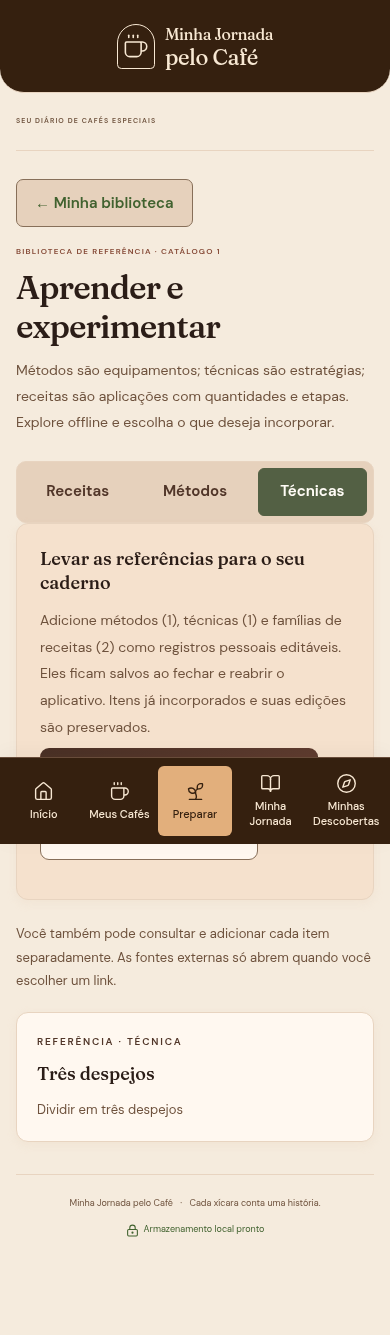 Minha Jornada
pelo Café
SEU DIÁRIO DE CAFÉS ESPECIAIS
← Minha biblioteca
BIBLIOTECA DE REFERÊNCIA · CATÁLOGO 1
Aprender e
experimentar
Métodos são equipamentos; técnicas são estratégias;
receitas são aplicações com quantidades e etapas.
Explore offline e escolha o que deseja incorporar.
Receitas
Métodos
Técnicas
Levar as referências para o seu
caderno
Adicione métodos (1), técnicas (1) e famílias de
receitas (2) como registros pessoais editáveis.
Eles ficam salvos ao fechar e reabrir o
aplicativo. Itens já incorporados e suas edições
são preservados.
Início
Meus Cafés
Preparar
Minha
Jornada
Minhas
Descobertas
Você também pode consultar e adicionar cada item
separadamente. As fontes externas só abrem quando você
escolher um link.
REFERÊNCIA · TÉCNICA
Três despejos
Dividir em três despejos
Minha Jornada pelo Café · Cada xícara conta uma história.
Armazenamento local pronto